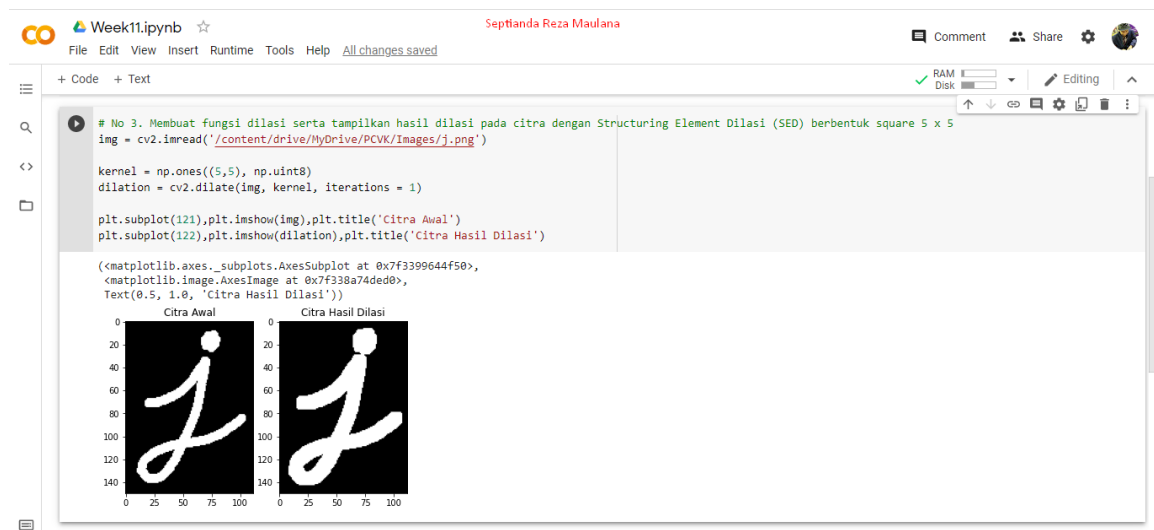 Septianda Reza Maulana
Week11.ipynb
Comment Share
File Edit View Insert Runtime Tools Help All changes saved
+ Code + Text
RAM
Disk
Editing
# No 3. Membuat fungsi dilasi serta tampilkan hasil dilasi pada citra dengan Structuring Element Dilasi (SED) berbentuk square 5 x 5
img = cv2.imread('/content/drive/MyDrive/PCVK/Images/j.png')
kernel = np.ones((5,5), np.uint8)
dilation = cv2.dilate(img, kernel, iterations = 1)
plt.subplot(121),plt.imshow(img),plt.title('Citra Awal')
plt.subplot(122),plt.imshow(dilation),plt.title('Citra Hasil Dilasi')
(<matplotlib.axes._subplots.AxesSubplot at 0x7f3399644f50>,
<matplotlib.image.AxesImage at 0x7f338a74ded0>,
Text(0.5, 1.0, 'Citra Hasil Dilasi'))
Citra Awal Citra Hasil Dilasi
0 0
20 20
40 40
60 60
80 80
100 100
120 120
140 140
0 25 50 75 100 0 25 50 75 100
j j